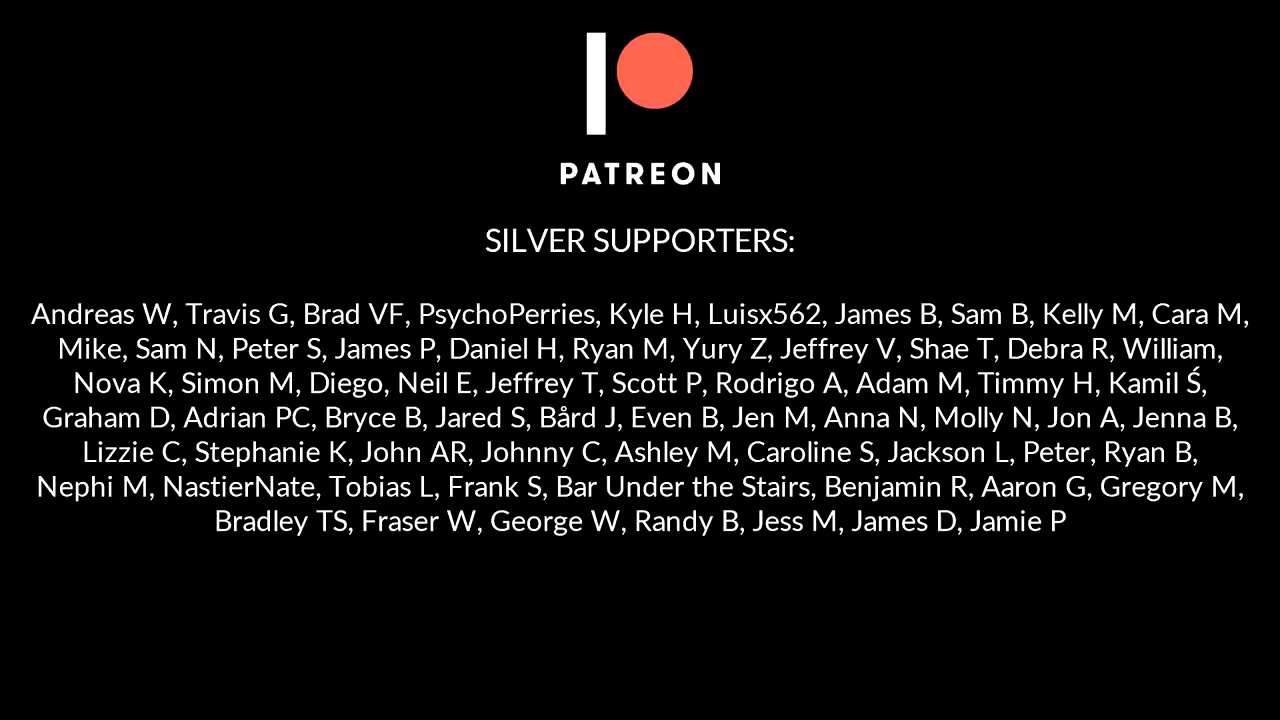 PATREON
SILVER SUPPORTERS:
Andreas W, Travis G, Brad VF, PsychoPerries, Kyle H, Luisx562, James B, Sam B, Kelly M, Cara M,
Mike, Sam N, Peter S, James P, Daniel H, Ryan M, Yury Z, Jeffrey V, Shae T, Debra R, William,
Nova K, Simon M, Diego, Neil E, Jeffrey T, Scott P, Rodrigo A, Adam M, Timmy H, Kamil Ś,
Graham D, Adrian PC, Bryce B, Jared S, Bård J, Even B, Jen M, Anna N, Molly N, Jon A, Jenna B,
Lizzie C, Stephanie K, John AR, Johnny C, Ashley M, Caroline S, Jackson L, Peter, Ryan B,
Nephi M, NastierNate, Tobias L, Frank S, Bar Under the Stairs, Benjamin R, Aaron G, Gregory M,
Bradley TS, Fraser W, George W, Randy B, Jess M, James D, Jamie P